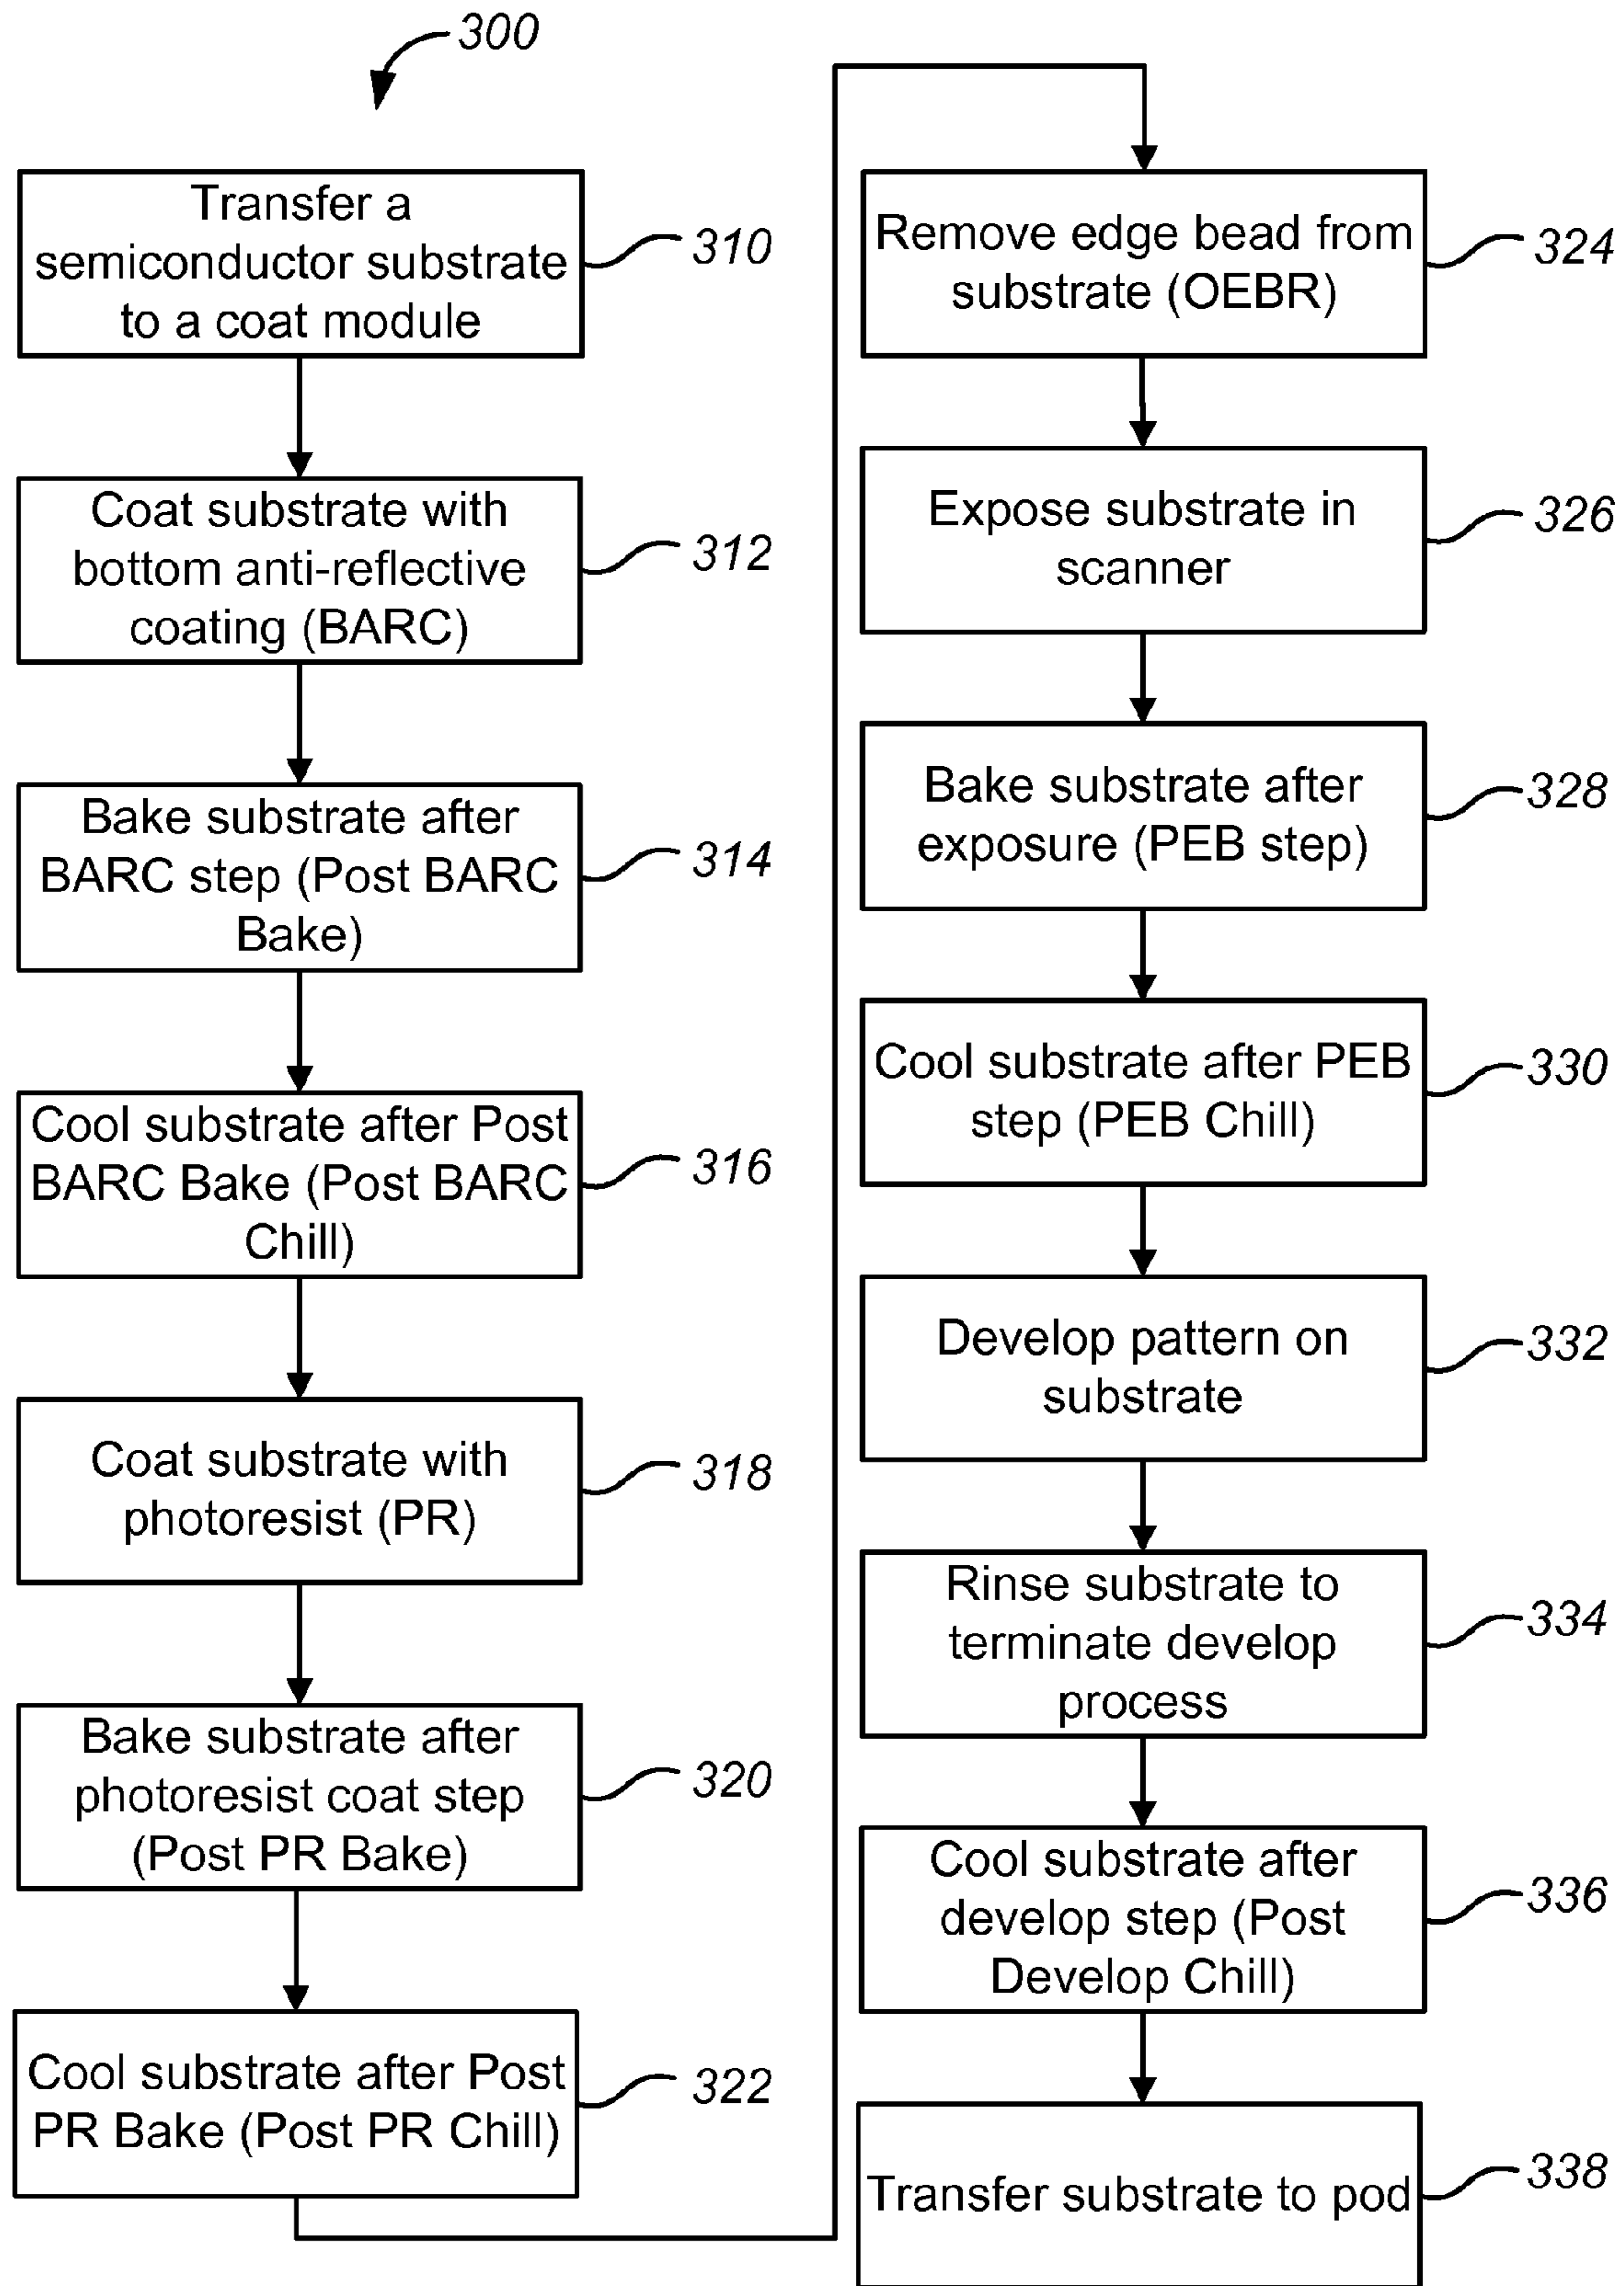 300
Transfer a
semiconductor substrate
to a coat module
310
Coat substrate with
bottom anti-reflective
coating (BARC)
312
Bake substrate after
BARC step (Post BARC
Bake)
314
Cool substrate after Post
BARC Bake (Post BARC
Chill)
316
Coat substrate with
photoresist (PR)
318
Bake substrate after
photoresist coat step
(Post PR Bake)
320
Cool substrate after Post
PR Bake (Post PR Chill)
322
Remove edge bead from
substrate (OEBR)
324
Expose substrate in
scanner
326
Bake substrate after
exposure (PEB step)
328
Cool substrate after PEB
step (PEB Chill)
330
Develop pattern on
substrate
332
Rinse substrate to
terminate develop
process
334
Cool substrate after
develop step (Post
Develop Chill)
336
Transfer substrate to pod
338